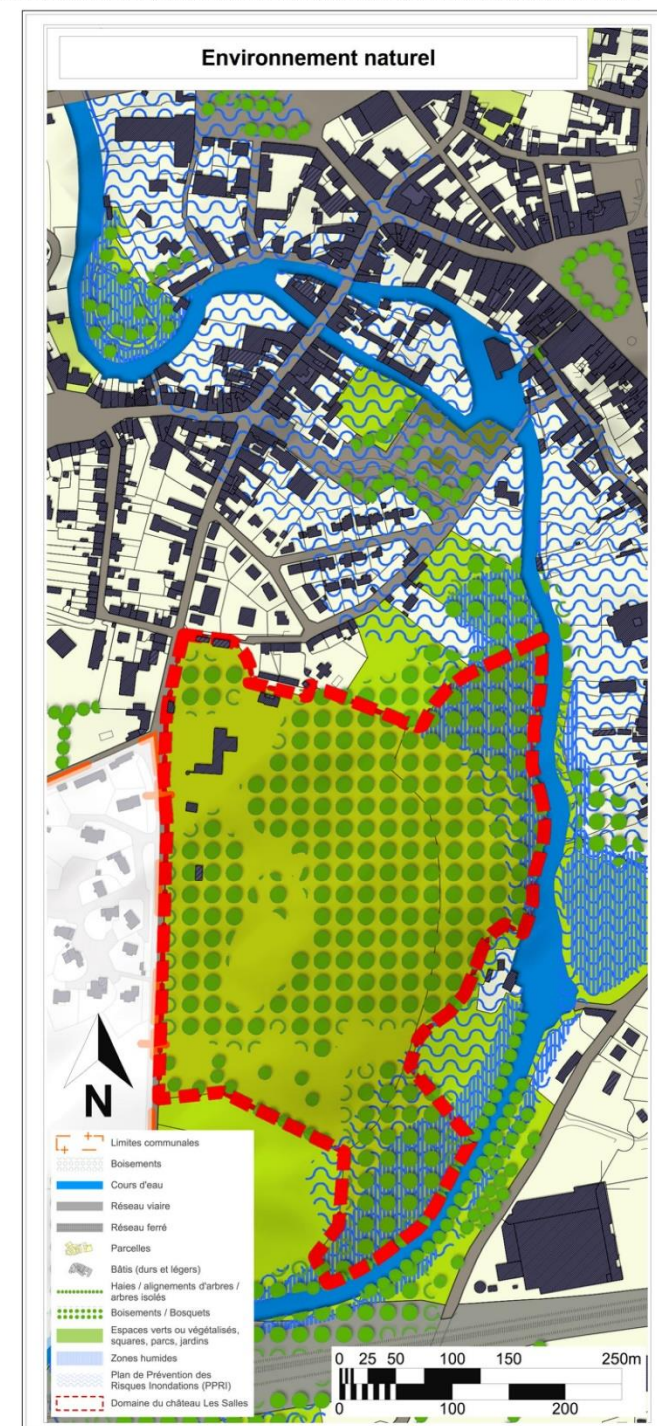 Environnement naturel
N
Limites communales
Boisements
Cours d'eau
Réseau viaire
Réseau ferré
Parcelles
Bâtis (durs et légers)
Haies / alignements d'arbres /
arbres isolés
Boisements / Bosquets
Espaces verts ou végétalisés,
squares, parcs, jardins
Zones humides
Plan de Prévention des
Risques Inondations (PPRI)
Domaine du château Les Salles
0 25 50 100 150 250m
0 100 200